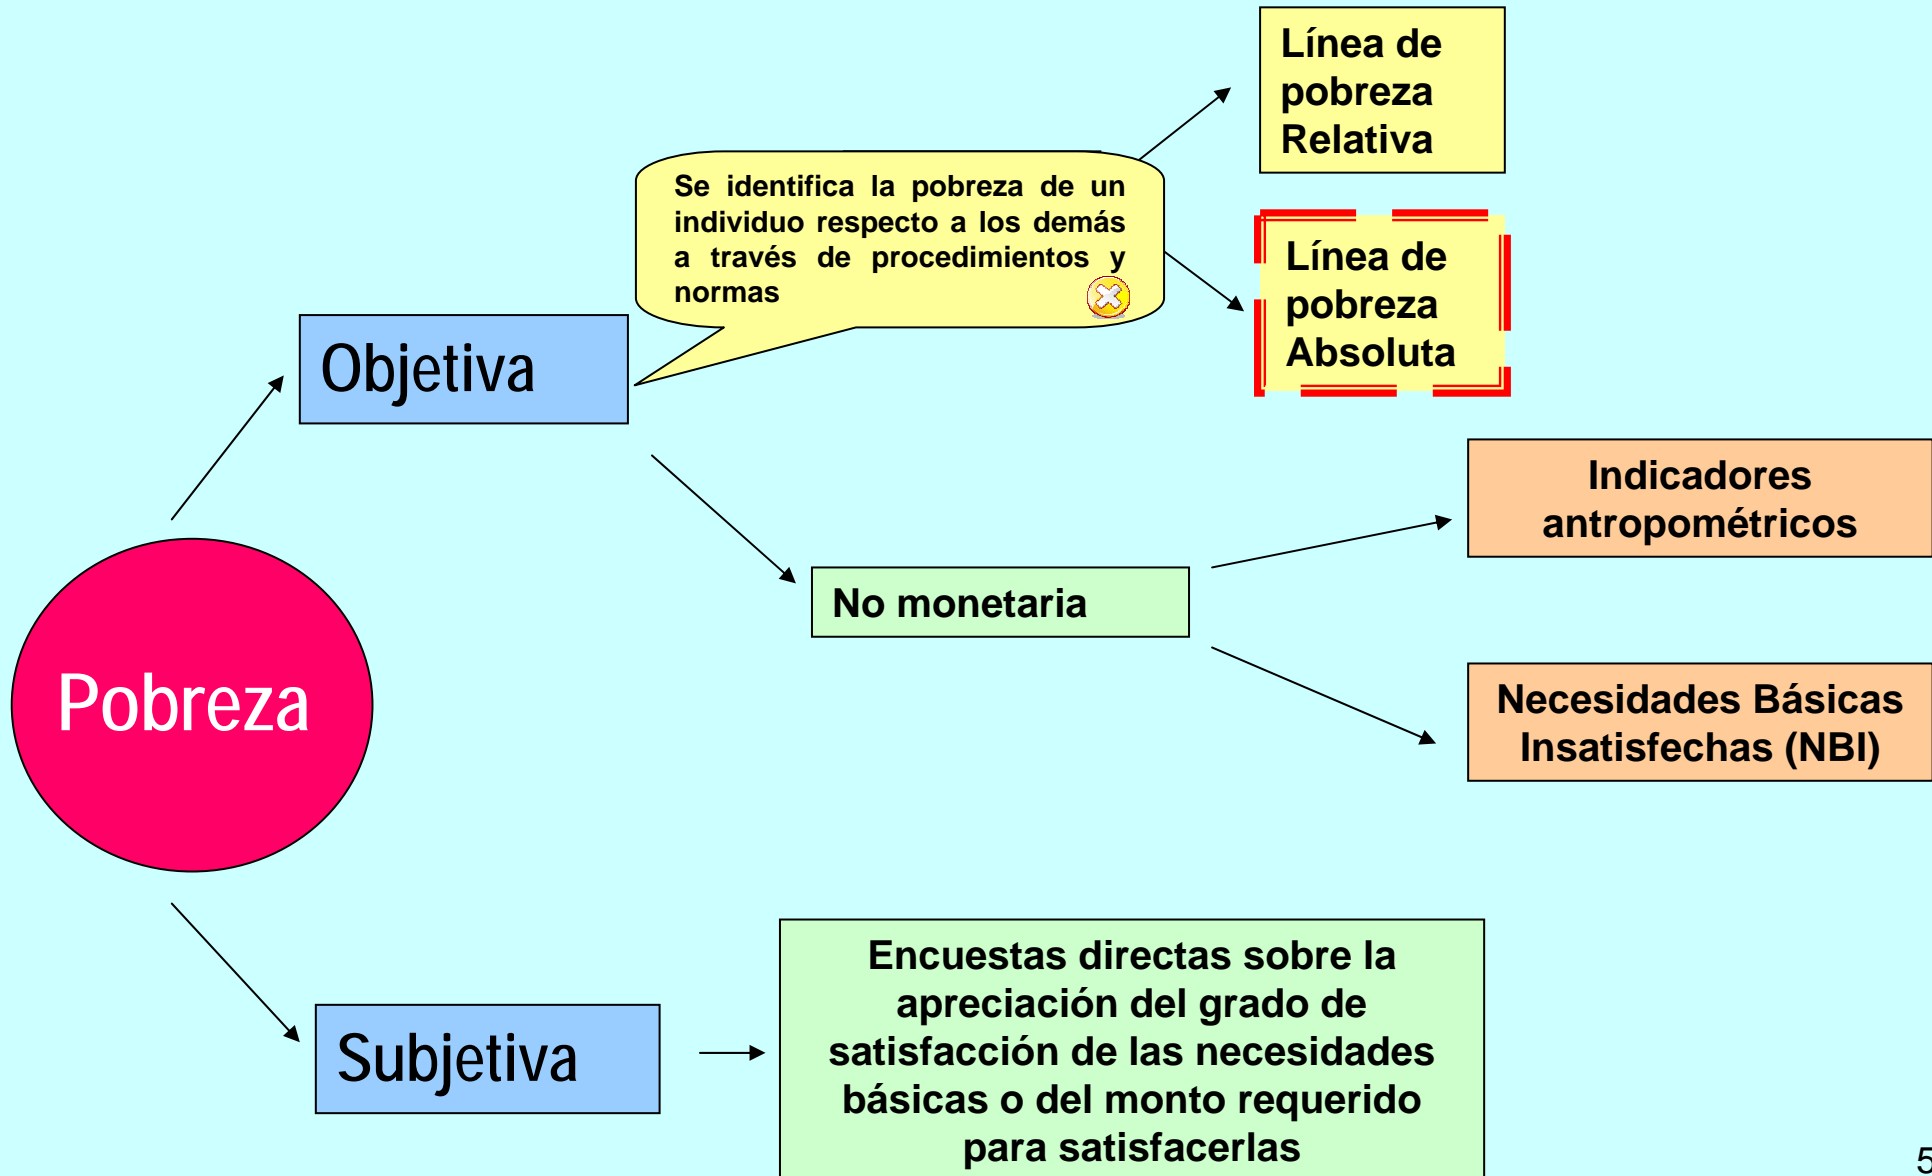 Línea de
pobreza
Relativa
Se identifica la pobreza de un
individuo respecto a los demás
a través de procedimientos y
normas
Línea de
pobreza
Absoluta
Objetiva
Indicadores
antropométricos
No monetaria
Pobreza
Necesidades Básicas
Insatisfechas (NBI)
Subjetiva
Encuestas directas sobre la
apreciación del grado de
satisfacción de las necesidades
básicas o del monto requerido
para satisfacerlas
5